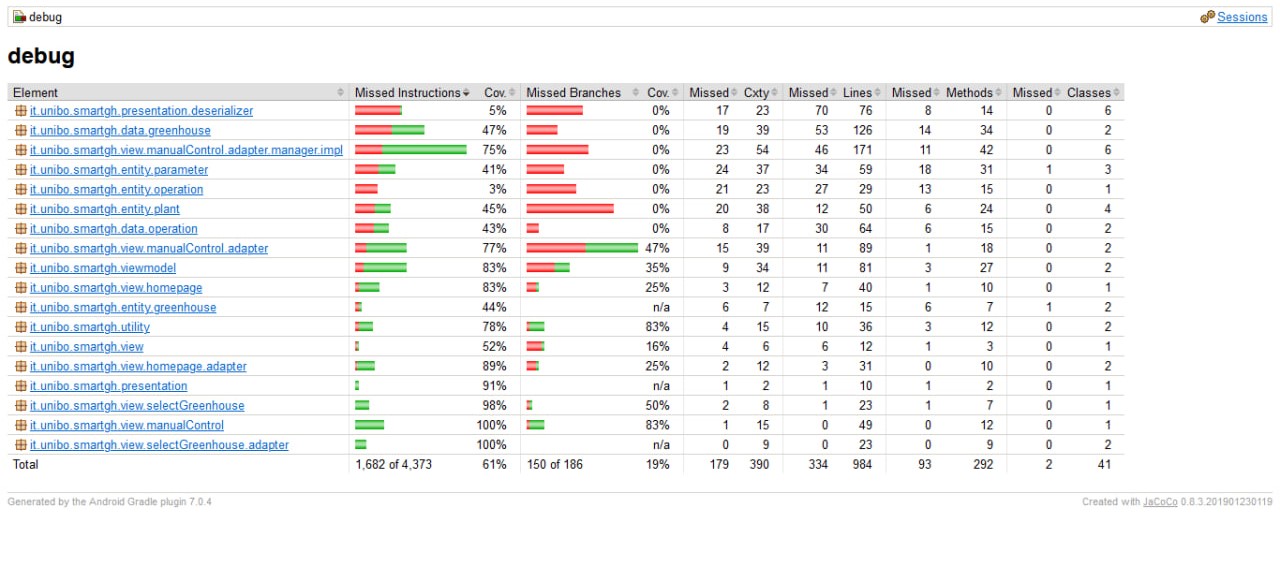 debug Sessions
debug
Element Missed Instructions Cov. Missed Branches Cov. Missed Cxty Missed Lines Missed Methods Missed Classes
it.unibo.smartgh.presentation.deserializer 5% 0% 17 23 70 76 8 14 0 6
it.unibo.smartgh.data.greenhouse 47% 0% 19 39 53 126 14 34 0 2
it.unibo.smartgh.view.manualControl.adapter.manager.impl 75% 0% 23 54 46 171 11 42 0 6
it.unibo.smartgh.entity.parameter 41% 0% 24 37 34 59 18 31 1 3
it.unibo.smartgh.entity.operation 3% 0% 22 23 27 29 13 15 0 1
it.unibo.smartgh.entity.plant 45% 0% 20 38 12 50 6 24 0 4
it.unibo.smartgh.data.operation 43% 0% 8 17 30 64 6 15 0 2
it.unibo.smartgh.view.manualControl.adapter 77% 47% 15 39 11 89 1 18 0 2
it.unibo.smartgh.viewmodel 83% 35% 9 34 11 81 3 27 0 2
it.unibo.smartgh.view.homepage 83% 25% 3 12 7 40 1 10 0 1
it.unibo.smartgh.entity.greenhouse 44% n/a 6 7 12 15 6 7 1 2
it.unibo.smartgh.utility 78% 83% 4 15 10 36 3 12 0 2
it.unibo.smartgh.view 52% 16% 4 6 6 12 1 3 0 1
it.unibo.smartgh.view.homepage.adapter 89% 25% 2 12 3 31 0 10 0 2
it.unibo.smartgh.presentation 91% n/a 1 2 1 10 1 2 0 1
it.unibo.smartgh.view.selectGreenhouse 98% 50% 2 8 1 23 1 7 0 1
it.unibo.smartgh.view.manualControl 100% 83% 1 15 0 49 0 12 0 1
it.unibo.smartgh.view.selectGreenhouse.adapter 100% n/a 0 9 0 23 0 9 0 2
Total 1,682 of 4,373 61% 150 of 186 19% 179 390 334 984 93 292 2 41
Generated by the Android Gradle plugin 7.0.4 Created with JaCoCo 0.8.3.201901230119